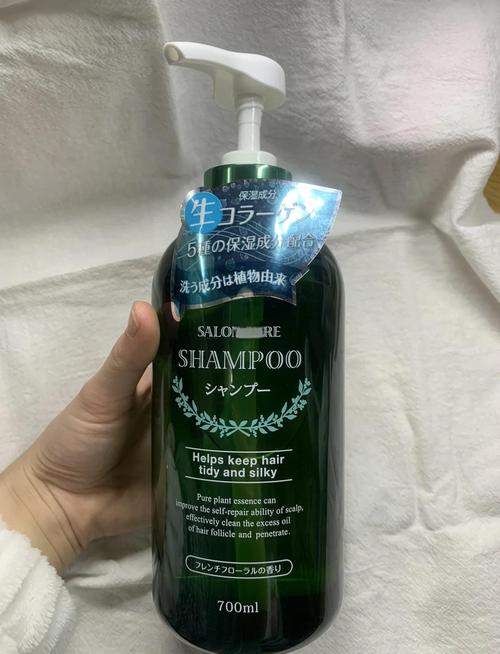 保湿成分
生コラーゲン
5種の保湿成分配合
洗う成分は植物由来
SHAMPOO
シャンプー
Helps keep hair
tidy and silky
Pure plant essence can
improve the self-repair ability of scalp,
effectively clean the excess oil
of hair follicle and penetrate.
フレンチフローラルの香り
700ml